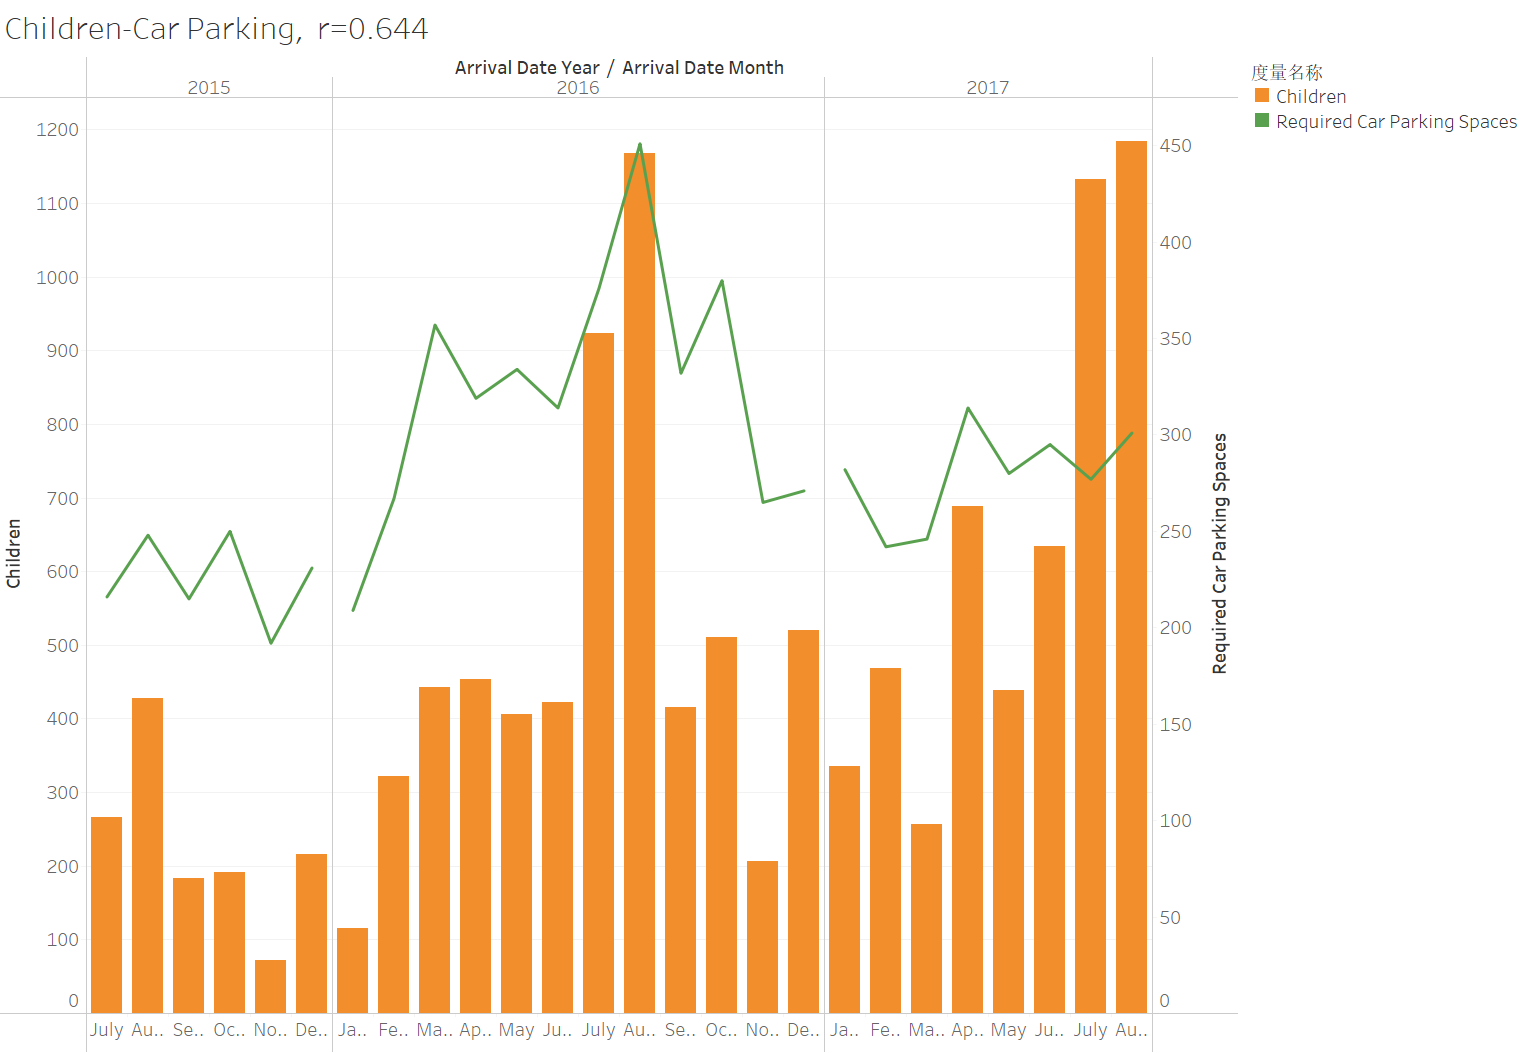 Children-Car Parking, r=0.644
Arrival Date Year / Arrival Date Month
2015 2016 2017
度量名称
Children
Required Car Parking Spaces
Children
1200
1100
1000
900
800
700
600
500
400
300
200
100
0
450
400
350
300
250
200
150
100
50
0
Required Car Parking Spaces
July Au.. Se.. Oc.. No.. De.. Ja.. Fe.. Ma.. Ap.. May Ju.. July Au.. Se.. Oc.. No.. De.. Ja.. Fe.. Ma.. Ap.. May Ju.. July Au..